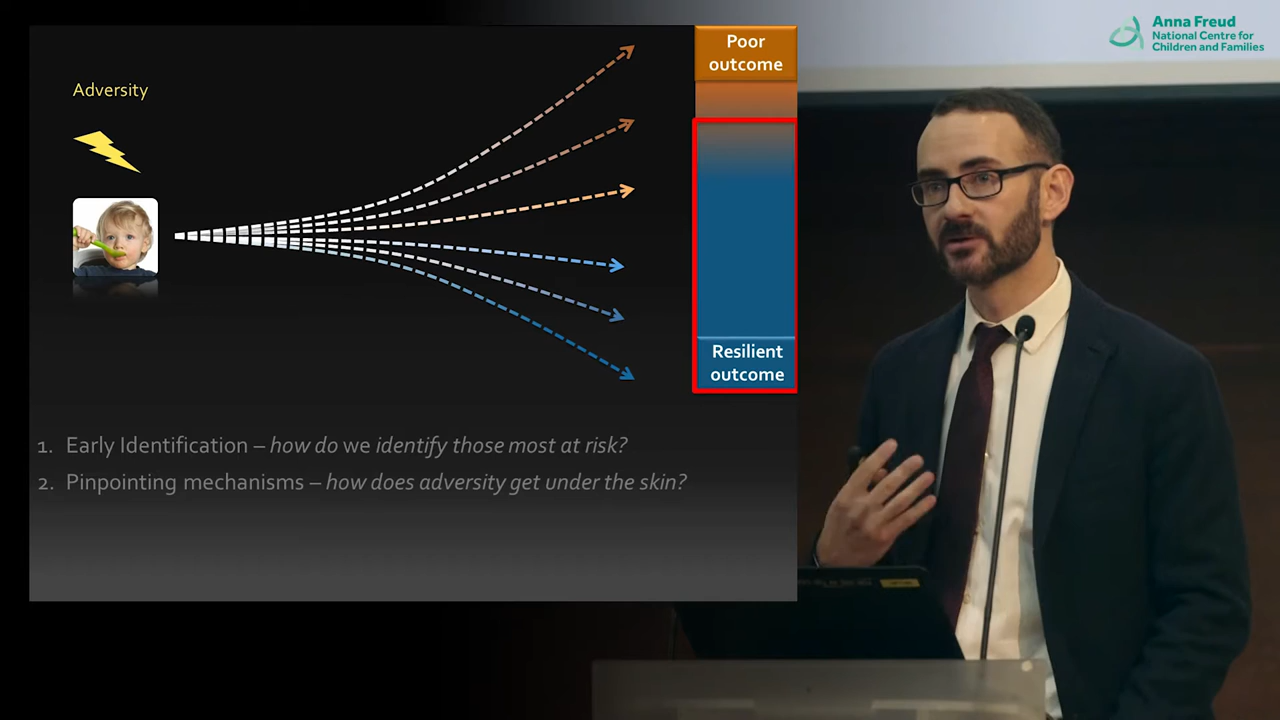 Anna Freud
National Centre for
Children and Families
Poor
outcome
Adversity
Resilient
outcome
1. Early Identification – how do we identify those most at risk?
2. Pinpointing mechanisms – how does adversity get under the skin?